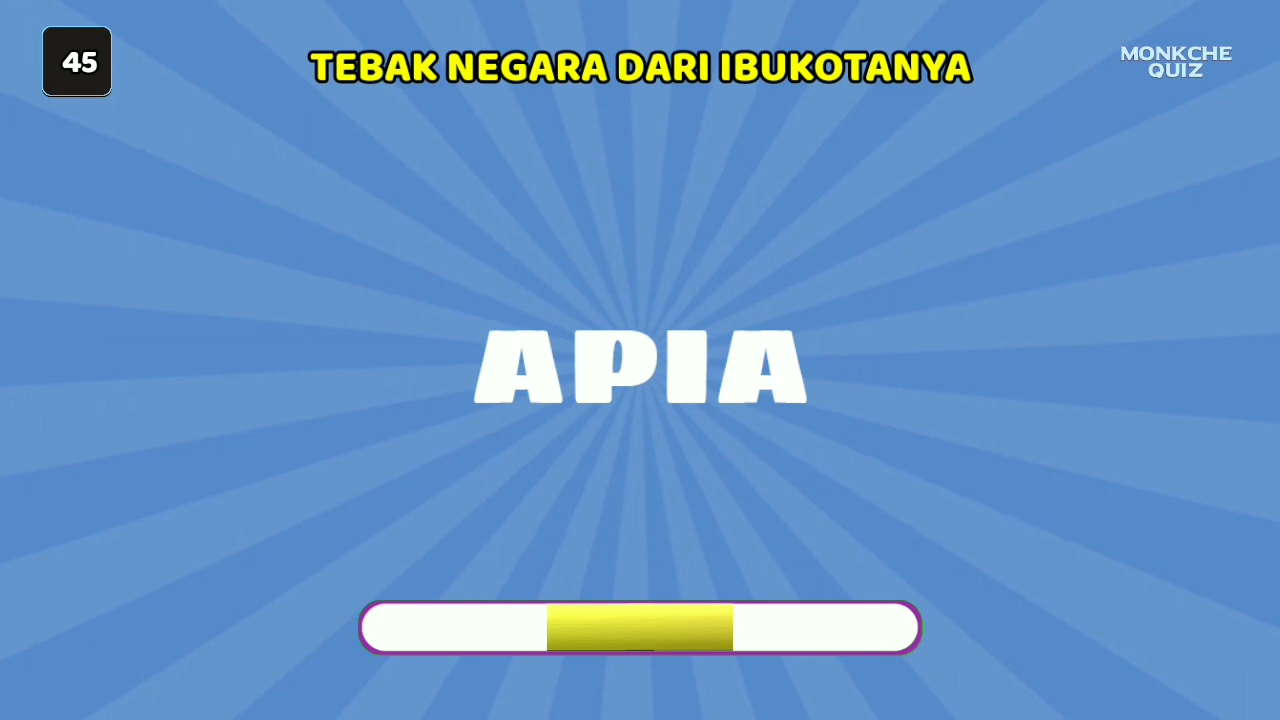 45
TEBAK NEGARA DARI IBUKOTANYA
MONKCHE
QUIZ
APIA